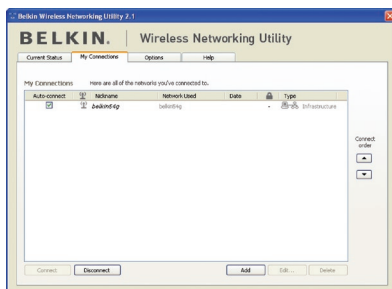 Belkin Wireless Networking Utility 2.1
BELKIN. Wireless Networking Utility
Current Status My Connections Options Help
My Connections Here are all of the networks you've connected to.
Auto-connect Nickname Network Used Date Type
belkin54g belkin54g - Infrastructure
Connect
order
Connect Disconnect Add Edit... Delete